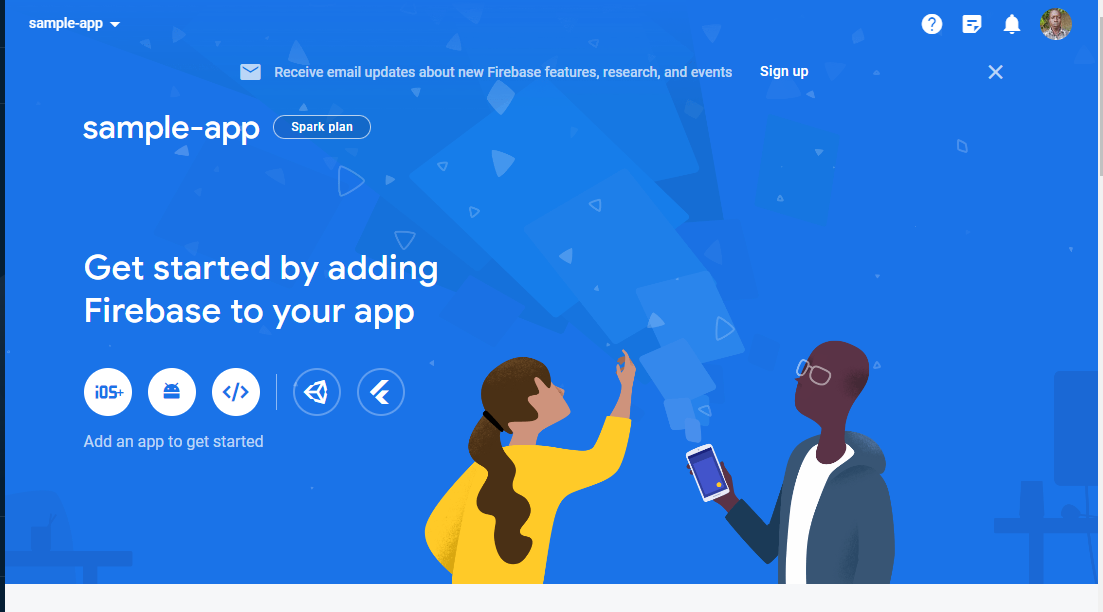 sample-app
Receive email updates about new Firebase features, research, and events Sign up
sample-app Spark plan
Get started by adding
Firebase to your app
iOS+
Add an app to get started